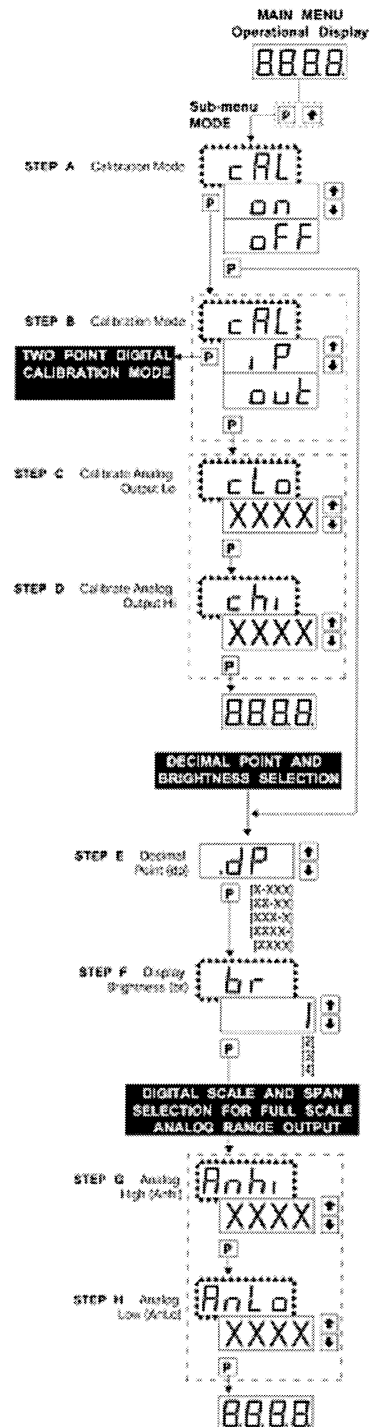 MAIN MENU
Operational Display
8.8.8.8.
Sub-menu
MODE
P
STEP A Calibration Mode
cAL
P
on
oFF
P
STEP B Calibration Mode
cAL
TWO POINT DIGITAL
CALIBRATION MODE
P
iP
out
P
STEP C Calibrate Analog
Output Lo
cLo
XXXX
P
STEP D Calibrate Analog
Output Hi
chi
XXXX
P
8.8.8.8.
DECIMAL POINT AND
BRIGHTNESS SELECTION
STEP E Decimal
Point (dp)
.dP
P
[X-XXX]
[XX-XX]
[XXX-X]
[XXXX-]
[XXXX]
STEP F Display
Brightness (br)
br
1
P
[2]
[3]
[4]
DIGITAL SCALE AND SPAN
SELECTION FOR FULL SCALE
ANALOG RANGE OUTPUT
STEP G Analog
High (Anhi)
Anhi
XXXX
P
STEP H Analog
Low (AnLo)
AnLo
XXXX
P
8.8.8.8.